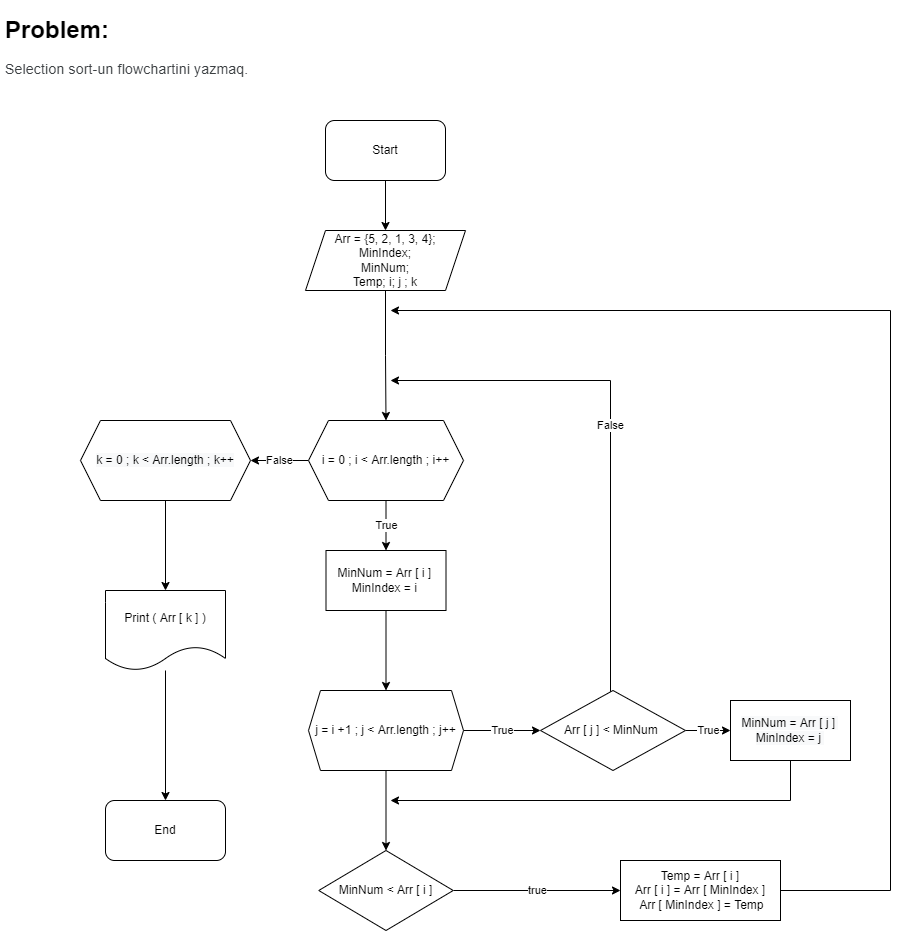 Problem:
Selection sort-un flowchartini yazmaq.
Start
Arr = {5, 2, 1, 3, 4};
MinIndex;
MinNum;
Temp; i; j ; k
False
k = 0 ; k < Arr.length ; k++
False
i = 0 ; i < Arr.length ; i++
True
MinNum = Arr [ i ]
MinIndex = i
Print ( Arr [ k ] )
j = i +1 ; j < Arr.length ; j++
True
Arr [ j ] < MinNum
True
MinNum = Arr [ j ]
MinIndex = j
End
MinNum < Arr [ i ]
true
Temp = Arr [ i ]
Arr [ i ] = Arr [ MinIndex ]
Arr [ MinIndex ] = Temp